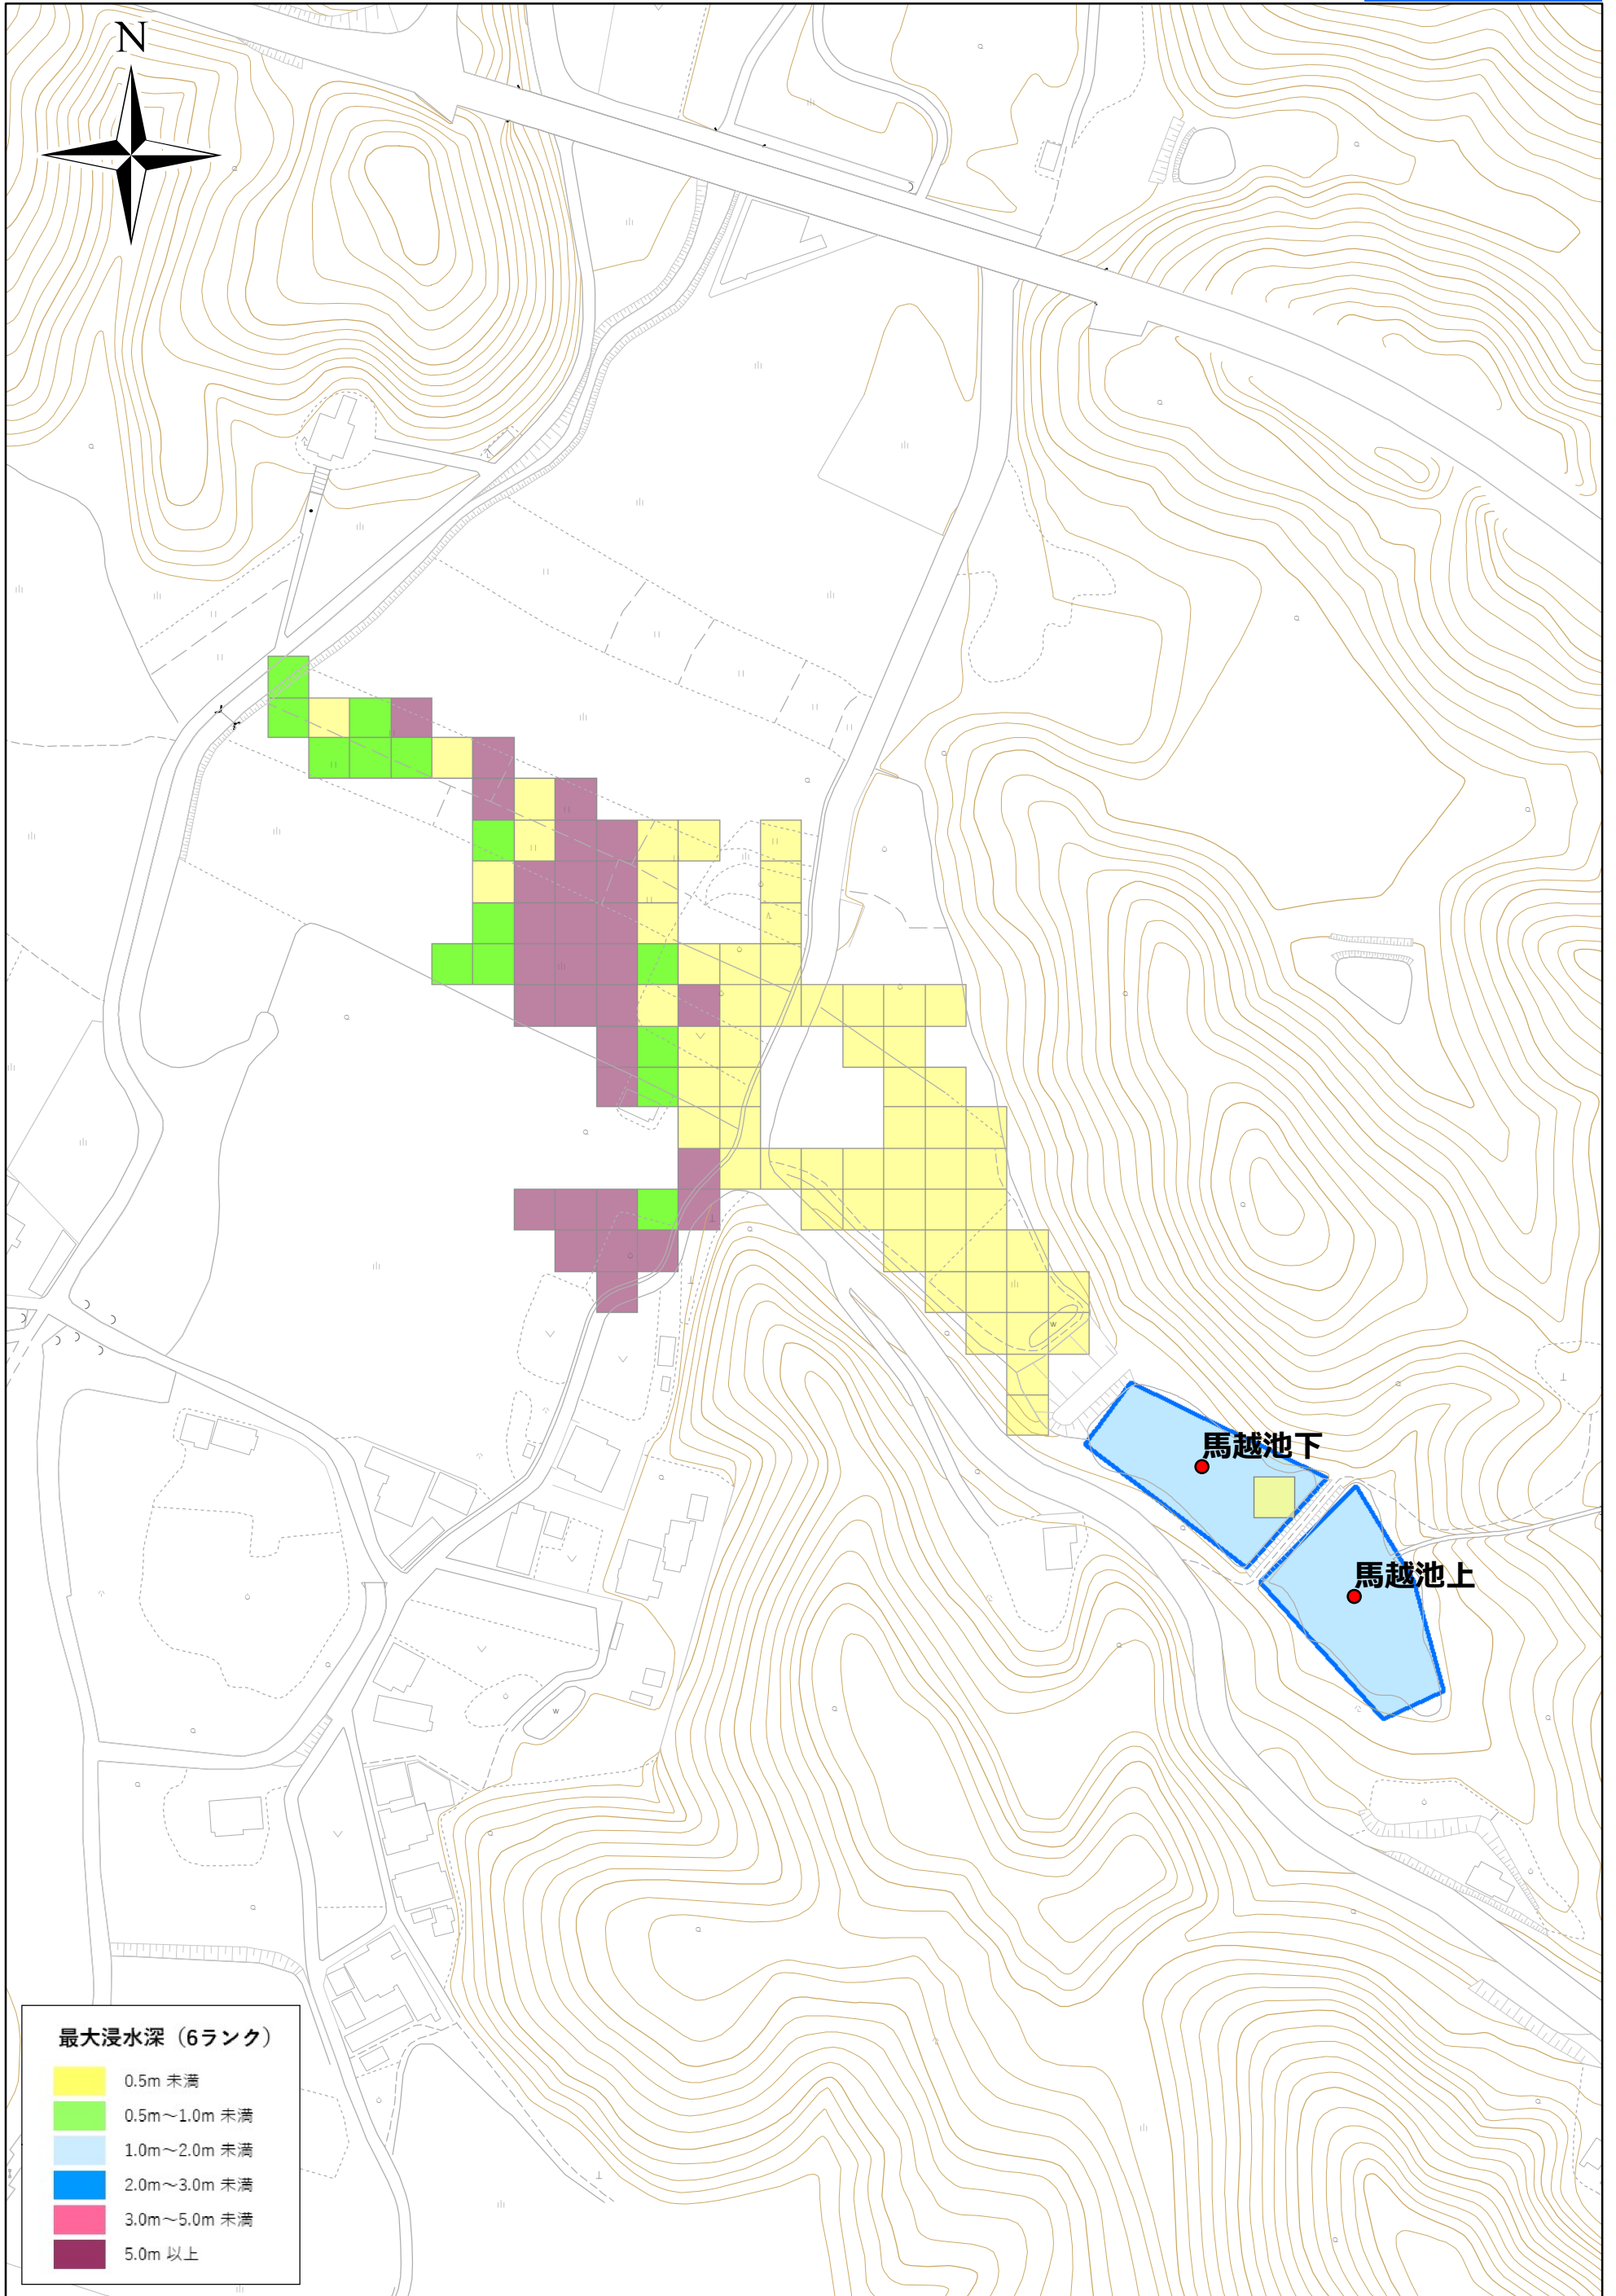 N
馬越池下
馬越池上
最大浸水深（6ランク）
0.5m 未満
0.5m～1.0m 未満
1.0m～2.0m 未満
2.0m～3.0m 未満
3.0m～5.0m 未満
5.0m 以上